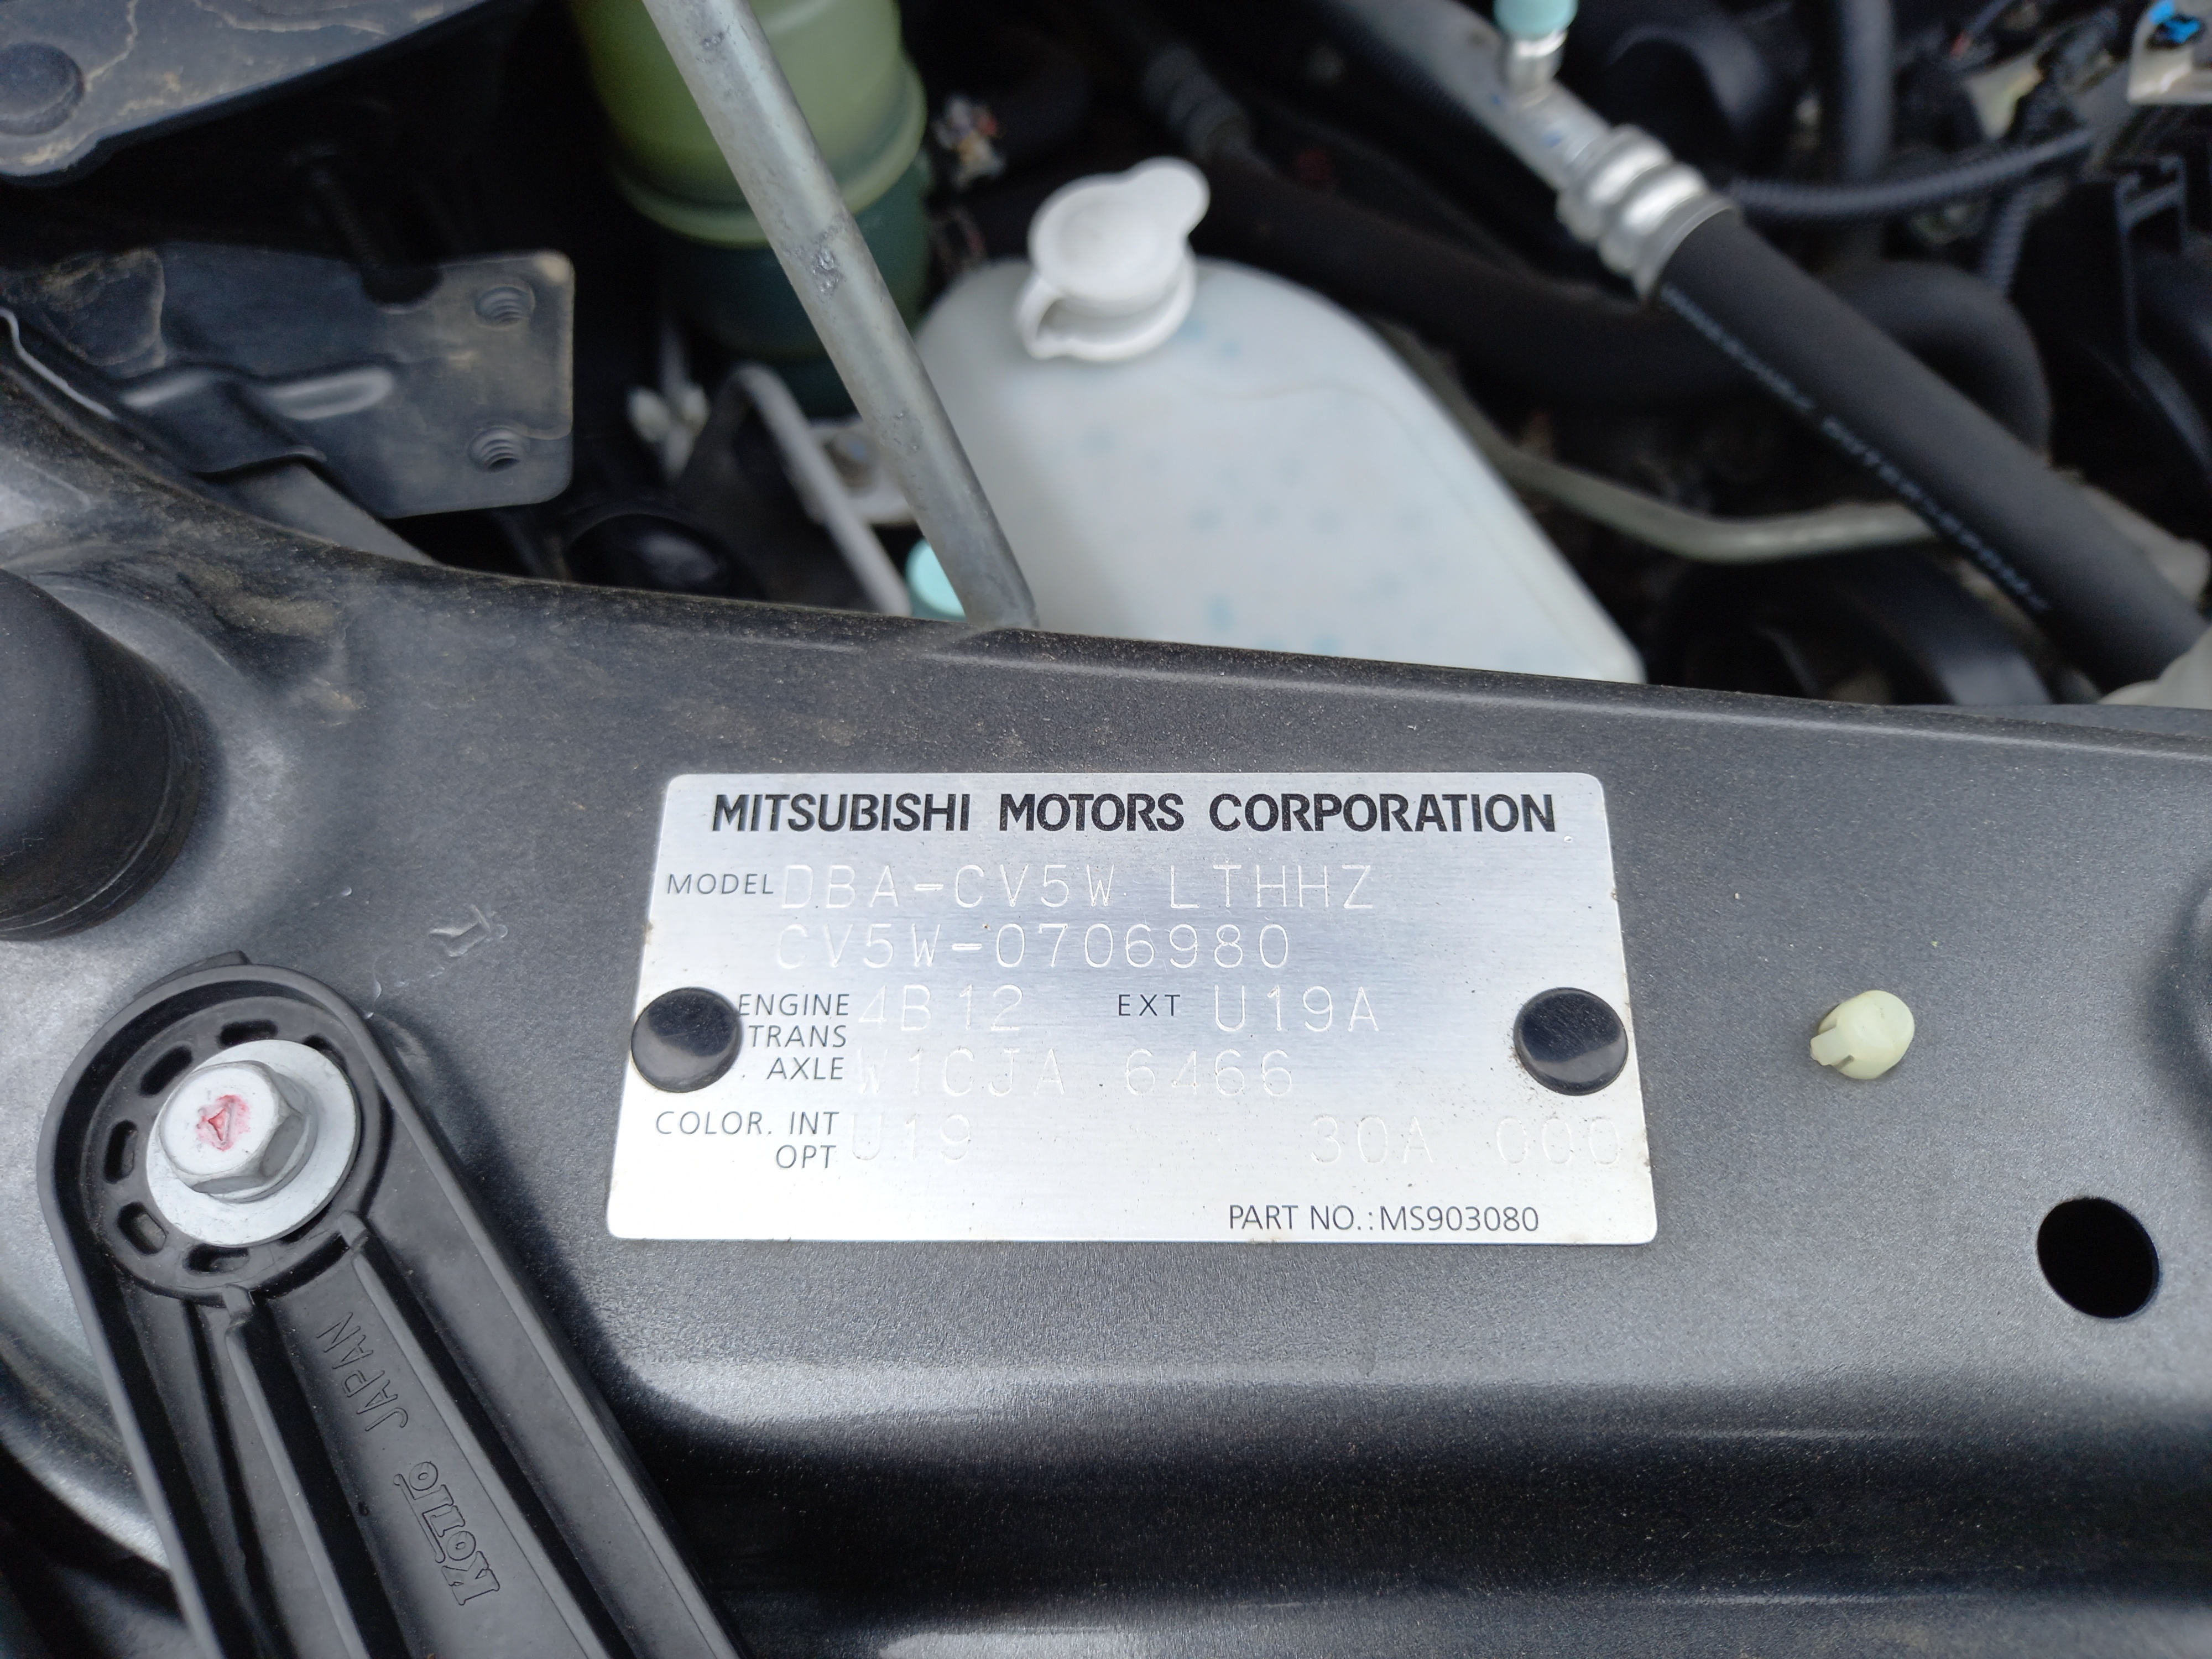 MITSUBISHI MOTORS CORPORATION
MODEL DBA-CV5W LTHHZ
CV5W-0706980
ENGINE 4B12 EXT U19A
TRANS
AXLE W1CJA 6466
COLOR. INT
OPT U19 30A 000
PART NO.: MS903080
JAPAN